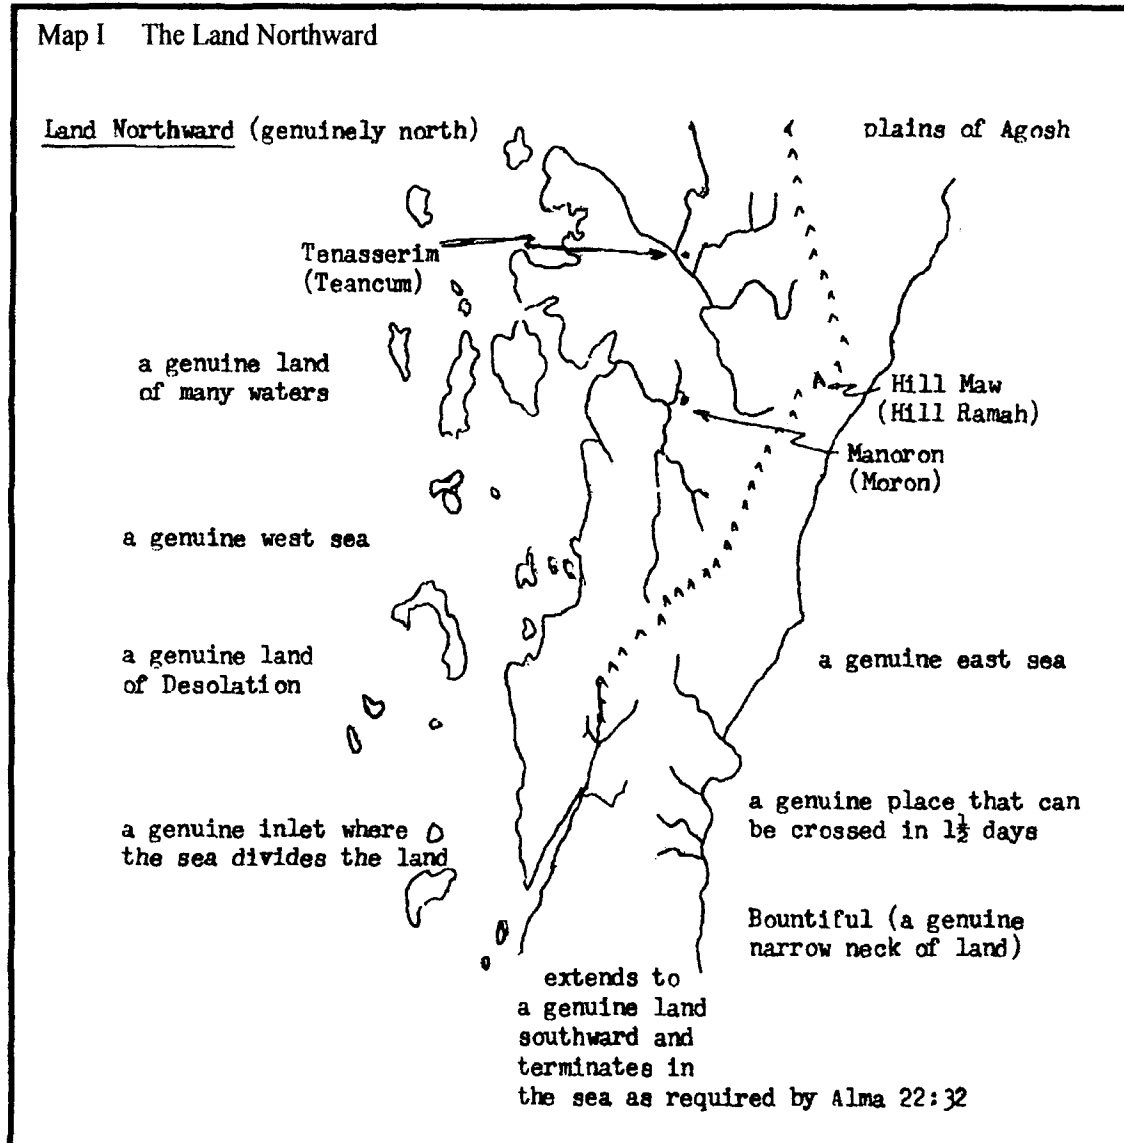 Map I The Land Northward
Land Northward (genuinely north)
plains of Agosh
Tenasserim
(Teancum)
a genuine land
of many waters
Hill Maw
(Hill Ramah)
Manoron
(Moron)
a genuine west sea
a genuine land
of Desolation
a genuine east sea
a genuine place that can
be crossed in 1½ days
a genuine inlet where
the sea divides the land
Bountiful (a genuine
narrow neck of land)
extends to
a genuine land
southward and
terminates in
the sea as required by Alma 22:32